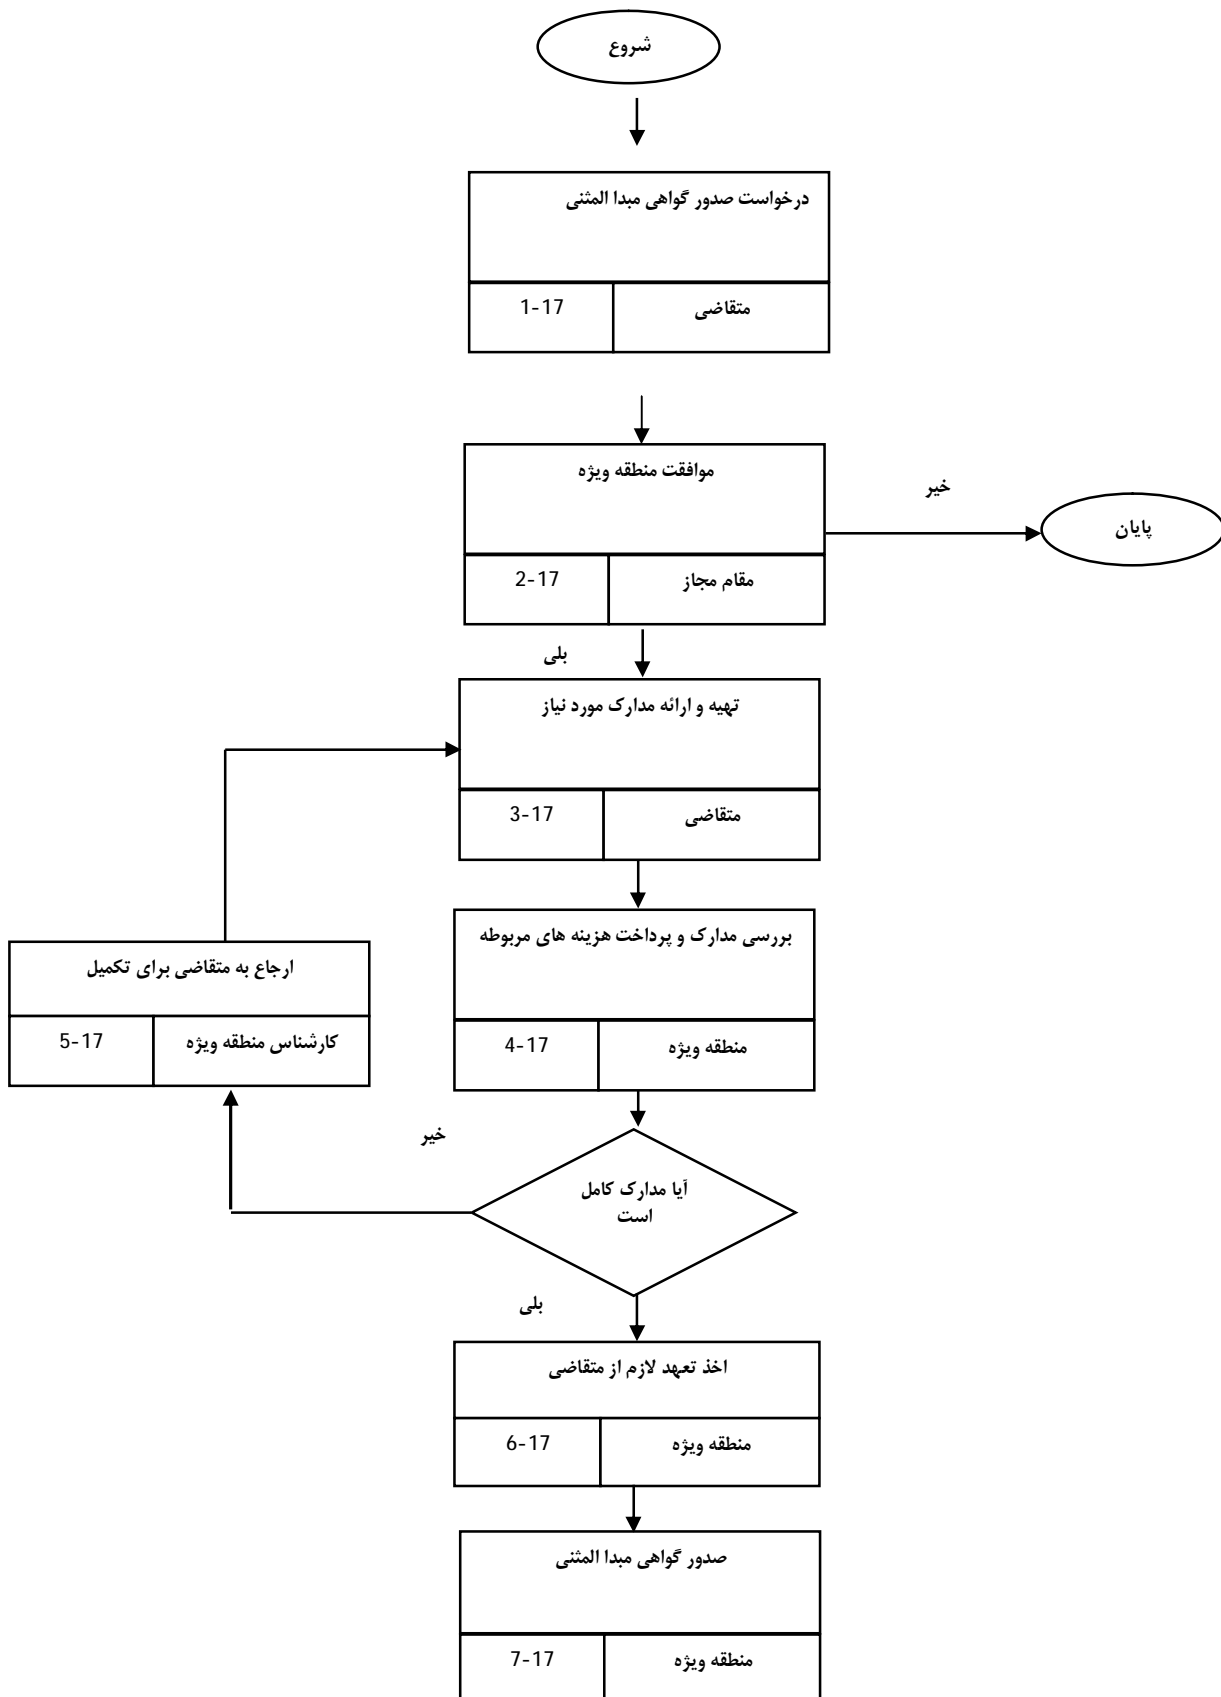 شروع
درخواست صدور گواهی مبدا المثنی
متقاضی
1-17
موافقت منطقه ویژه
مقام مجاز
2-17
خیر
پایان
بلی
تهیه و ارائه مدارک مورد نیاز
متقاضی
3-17
بررسی مدارک و پرداخت هزینه های مربوطه
منطقه ویژه
4-17
ارجاع به متقاضی برای تکمیل
کارشناس منطقه ویژه
5-17
خیر
آیا مدارک کامل
است
بلی
اخذ تعهد لازم از متقاضی
منطقه ویژه
6-17
صدور گواهی مبدا المثنی
منطقه ویژه
7-17